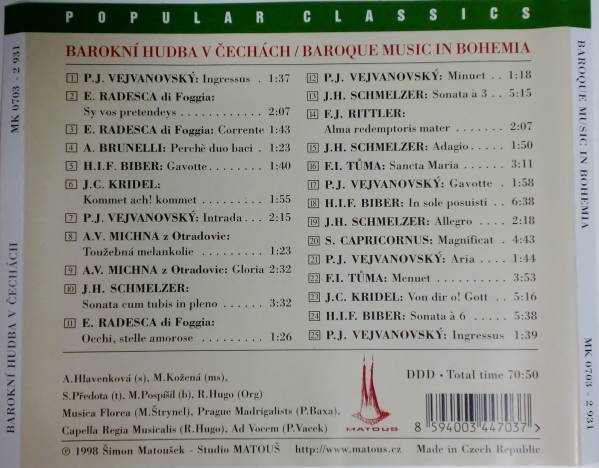 POPULAR CLASSICS
BAROKNÍ HUDBA V ČECHÁCH / BAROQUE MUSIC IN BOHEMIA
1 P.J. VEJVANOVSKÝ: Ingressus . 1:37
2 E. RADESCA di Foggia:
Sy vos pretendeys . . . . . . . . 2:07
3 E. RADESCA di Foggia: Corrente 1:43
4 A. BRUNELLI: Perchè duo baci . 1:23
5 H.I.F. BIBER: Gavotte . . . . . . . 1:40
6 J.C. KRIDEL:
Kommet ach! kommet . . . . . . . 1:55
7 P.J. VEJVANOVSKÝ: Intrada . . . 2:15
8 A.V. MICHNA z Otradovic:
Toužebná melankolie . . . . . . . 1:23
9 A.V. MICHNA z Otradovic: Gloria 2:32
10 J.H. SCHMELZER:
Sonata cum tubis in pleno . . . . . . 3:32
11 E. RADESCA di Foggia:
Occhi, stelle amorose . . . . . . . . 1:26
12 P.J. VEJVANOVSKÝ: Minuet . . 1:18
13 J.H. SCHMELZER: Sonata à 3 . . 5:15
14 F.J. RITTLER:
Alma redemptoris mater . . . . . . . 2:07
15 J.H. SCHMELZER: Adagio . . . . 1:50
16 F.I. TŮMA: Sancta Maria . . . . . 3:11
17 P.J. VEJVANOVSKÝ: Gavotte . 1:58
18 H.I.F. BIBER: In sole posuisti . . 6:38
19 J.H. SCHMELZER: Allegro . . . . 2:18
20 S. CAPRICORNUS: Magnificat . 4:43
21 P.J. VEJVANOVSKÝ: Aria . . . . 1:44
22 F.I. TŮMA: Menuet . . . . . . . . 3:53
23 J.C. KRIDEL: Von dir o! Gott . . 5:16
24 H.I.F. BIBER: Sonata à 6 . . . . . 5:38
25 P.J. VEJVANOVSKÝ: Ingressus 1:39
A.Hlavenková (s), M.Kožená (ms),
S.Předota (t), M.Pospíšil (b), R.Hugo (Org)
Musica Florea (M.Štrynel), Prague Madrigalists (P.Baxa),
Capella Regia Musicalis (R.Hugo), Ad Vocem (P.Vacek)
MATOUS
DDD · Total time 70:50
8 594003 447037
℗ 1998 Šimon Matoušek - Studio MATOUŠ http://www.matous.cz Made in Czech Republic
BAROKNÍ HUDBA V ČECHÁCH
MK 0703 - 2 931
BAROQUE MUSIC IN BOHEMIA
MK 0703 - 2 931